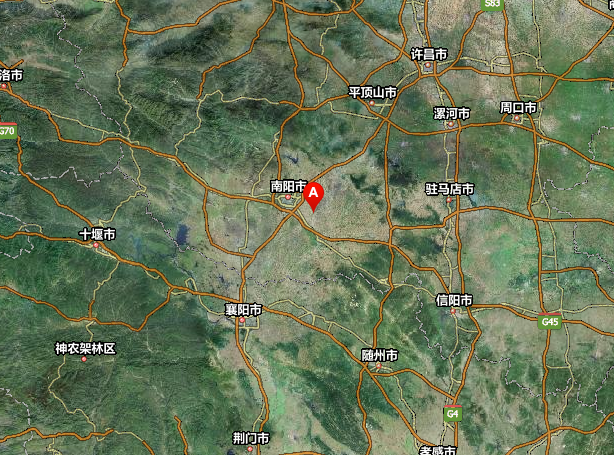 S83
许昌市
洛市
平顶山市
漯河市
周口市
G70
南阳市
A
驻马店市
十堰市
襄阳市
信阳市
G45
神农架林区
随州市
G4
荆门市
孝感市